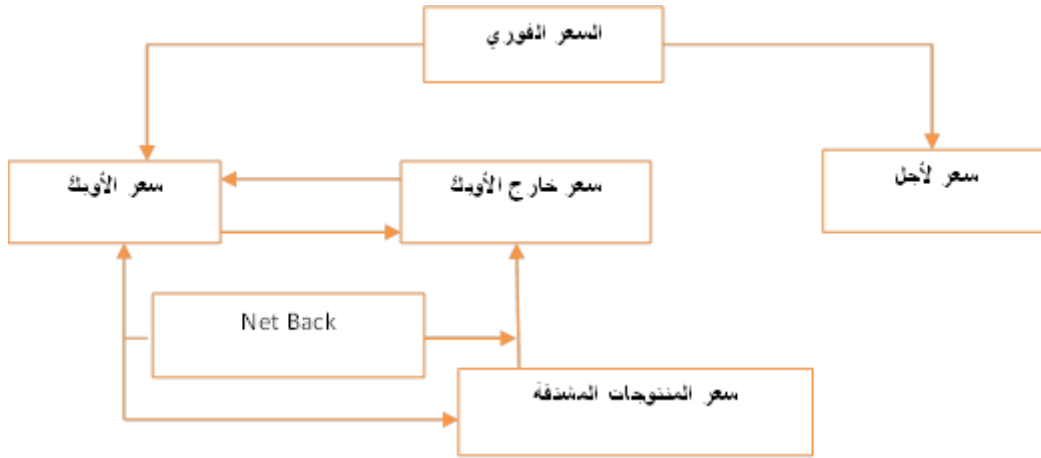 السعر الفوري
سعر لأجل
سعر خارج الأوبك
سعر الأوبك
Net Back
سعر المنتوجات المشتقة